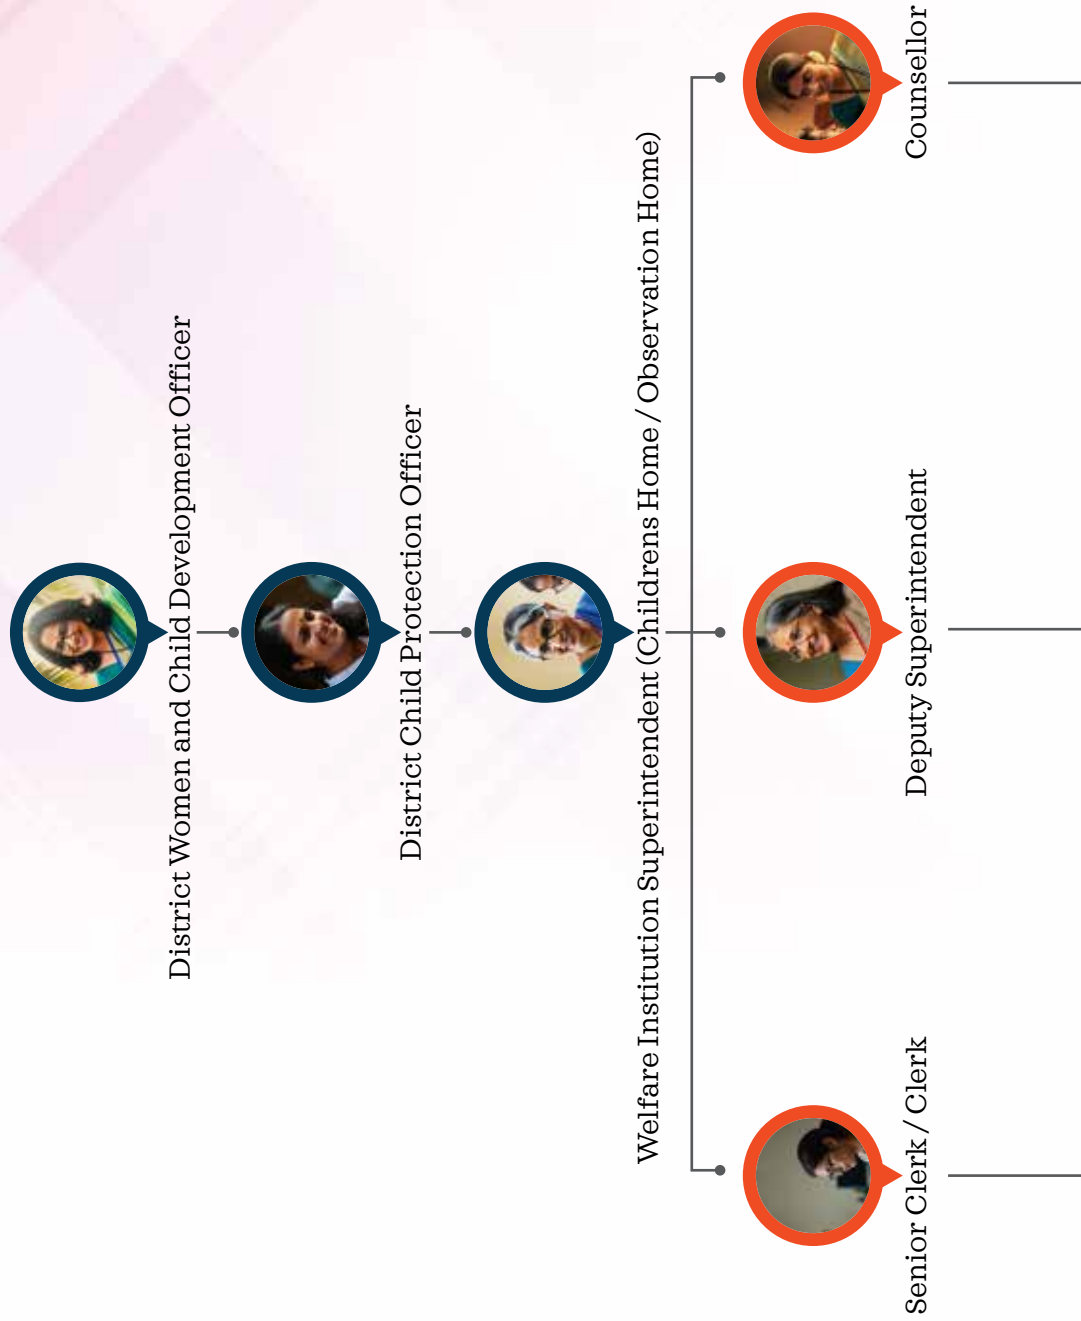 District Women and Child Development Officer
District Child Protection Officer
Welfare Institution Superintendent (Childrens Home / Observation Home)
Senior Clerk / Clerk
Deputy Superintendent
Counsellor